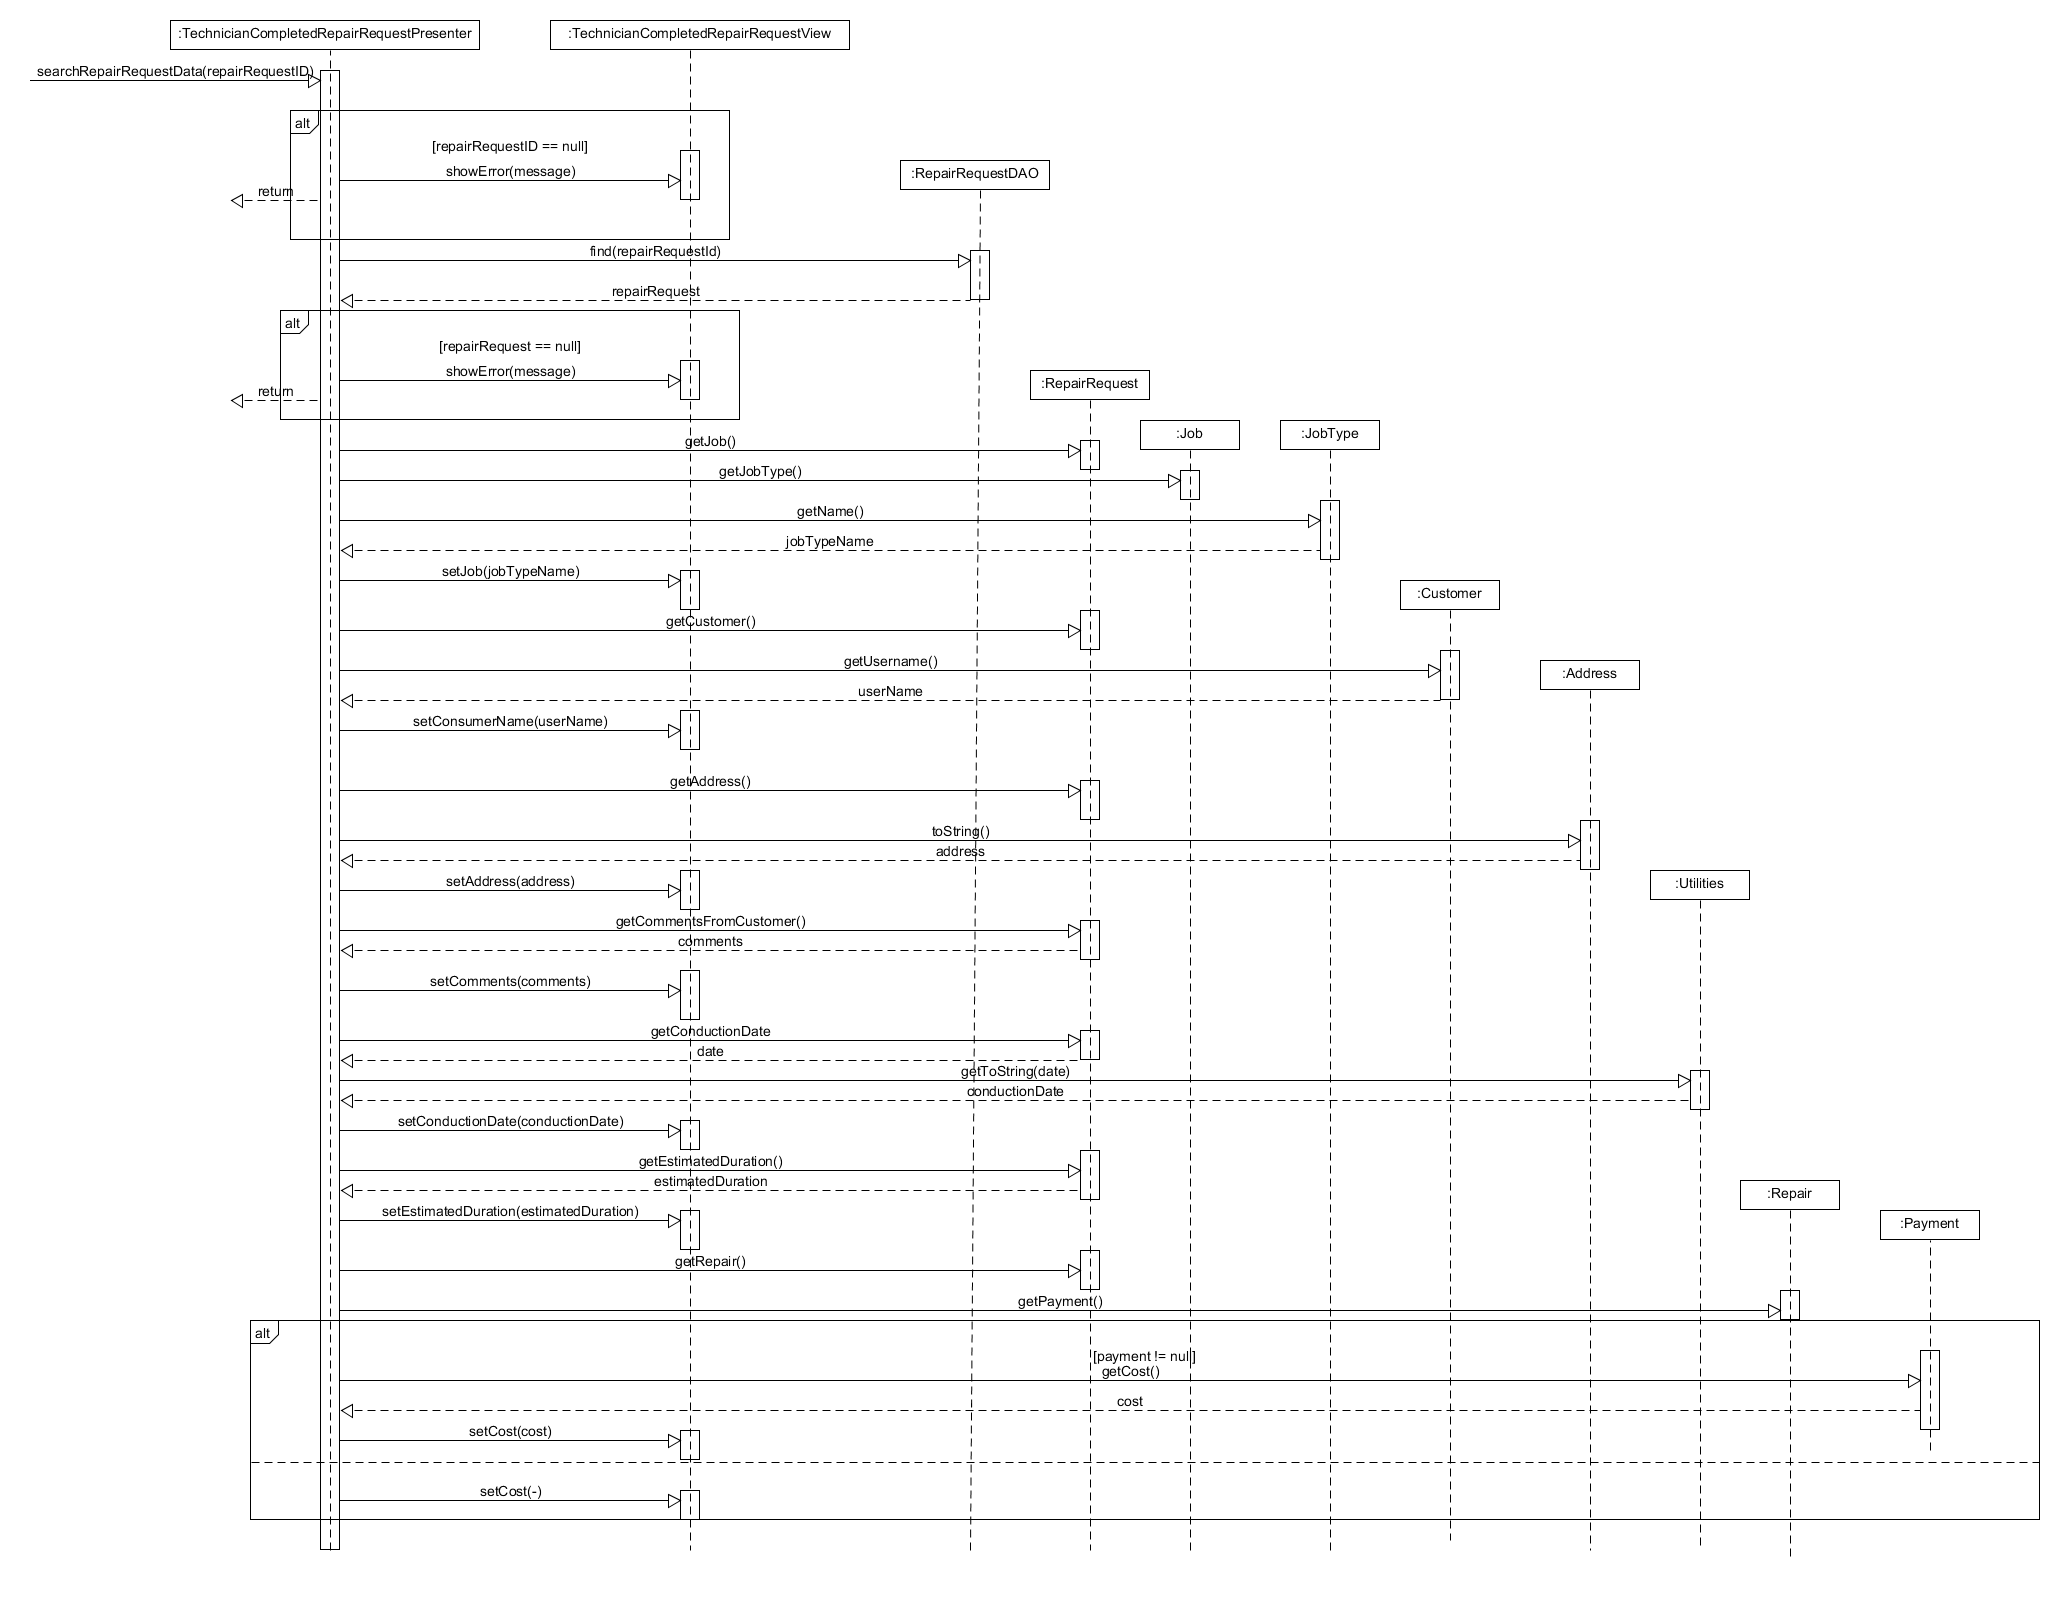 :TechnicianCompletedRepairRequestPresenter
:TechnicianCompletedRepairRequestView
searchRepairRequestData(repairRequestID)
alt
[repairRequestID == null]
showError(message)
:RepairRequestDAO
return
find(repairRequestId)
repairRequest
alt
[repairRequest == null]
showError(message)
:RepairRequest
return
:Job
:JobType
getJob()
getJobType()
getName()
jobTypeName
setJob(jobTypeName)
:Customer
getCustomer()
getUsername()
:Address
userName
setConsumerName(userName)
getAddress()
toString()
address
setAddress(address)
:Utilities
getCommentsFromCustomer()
comments
setComments(comments)
getConductionDate
date
getToString(date)
conductionDate
setConductionDate(conductionDate)
getEstimatedDuration()
estimatedDuration
:Repair
setEstimatedDuration(estimatedDuration)
:Payment
getRepair()
getPayment()
alt
[payment != null]
getCost()
cost
setCost(cost)
setCost(-)